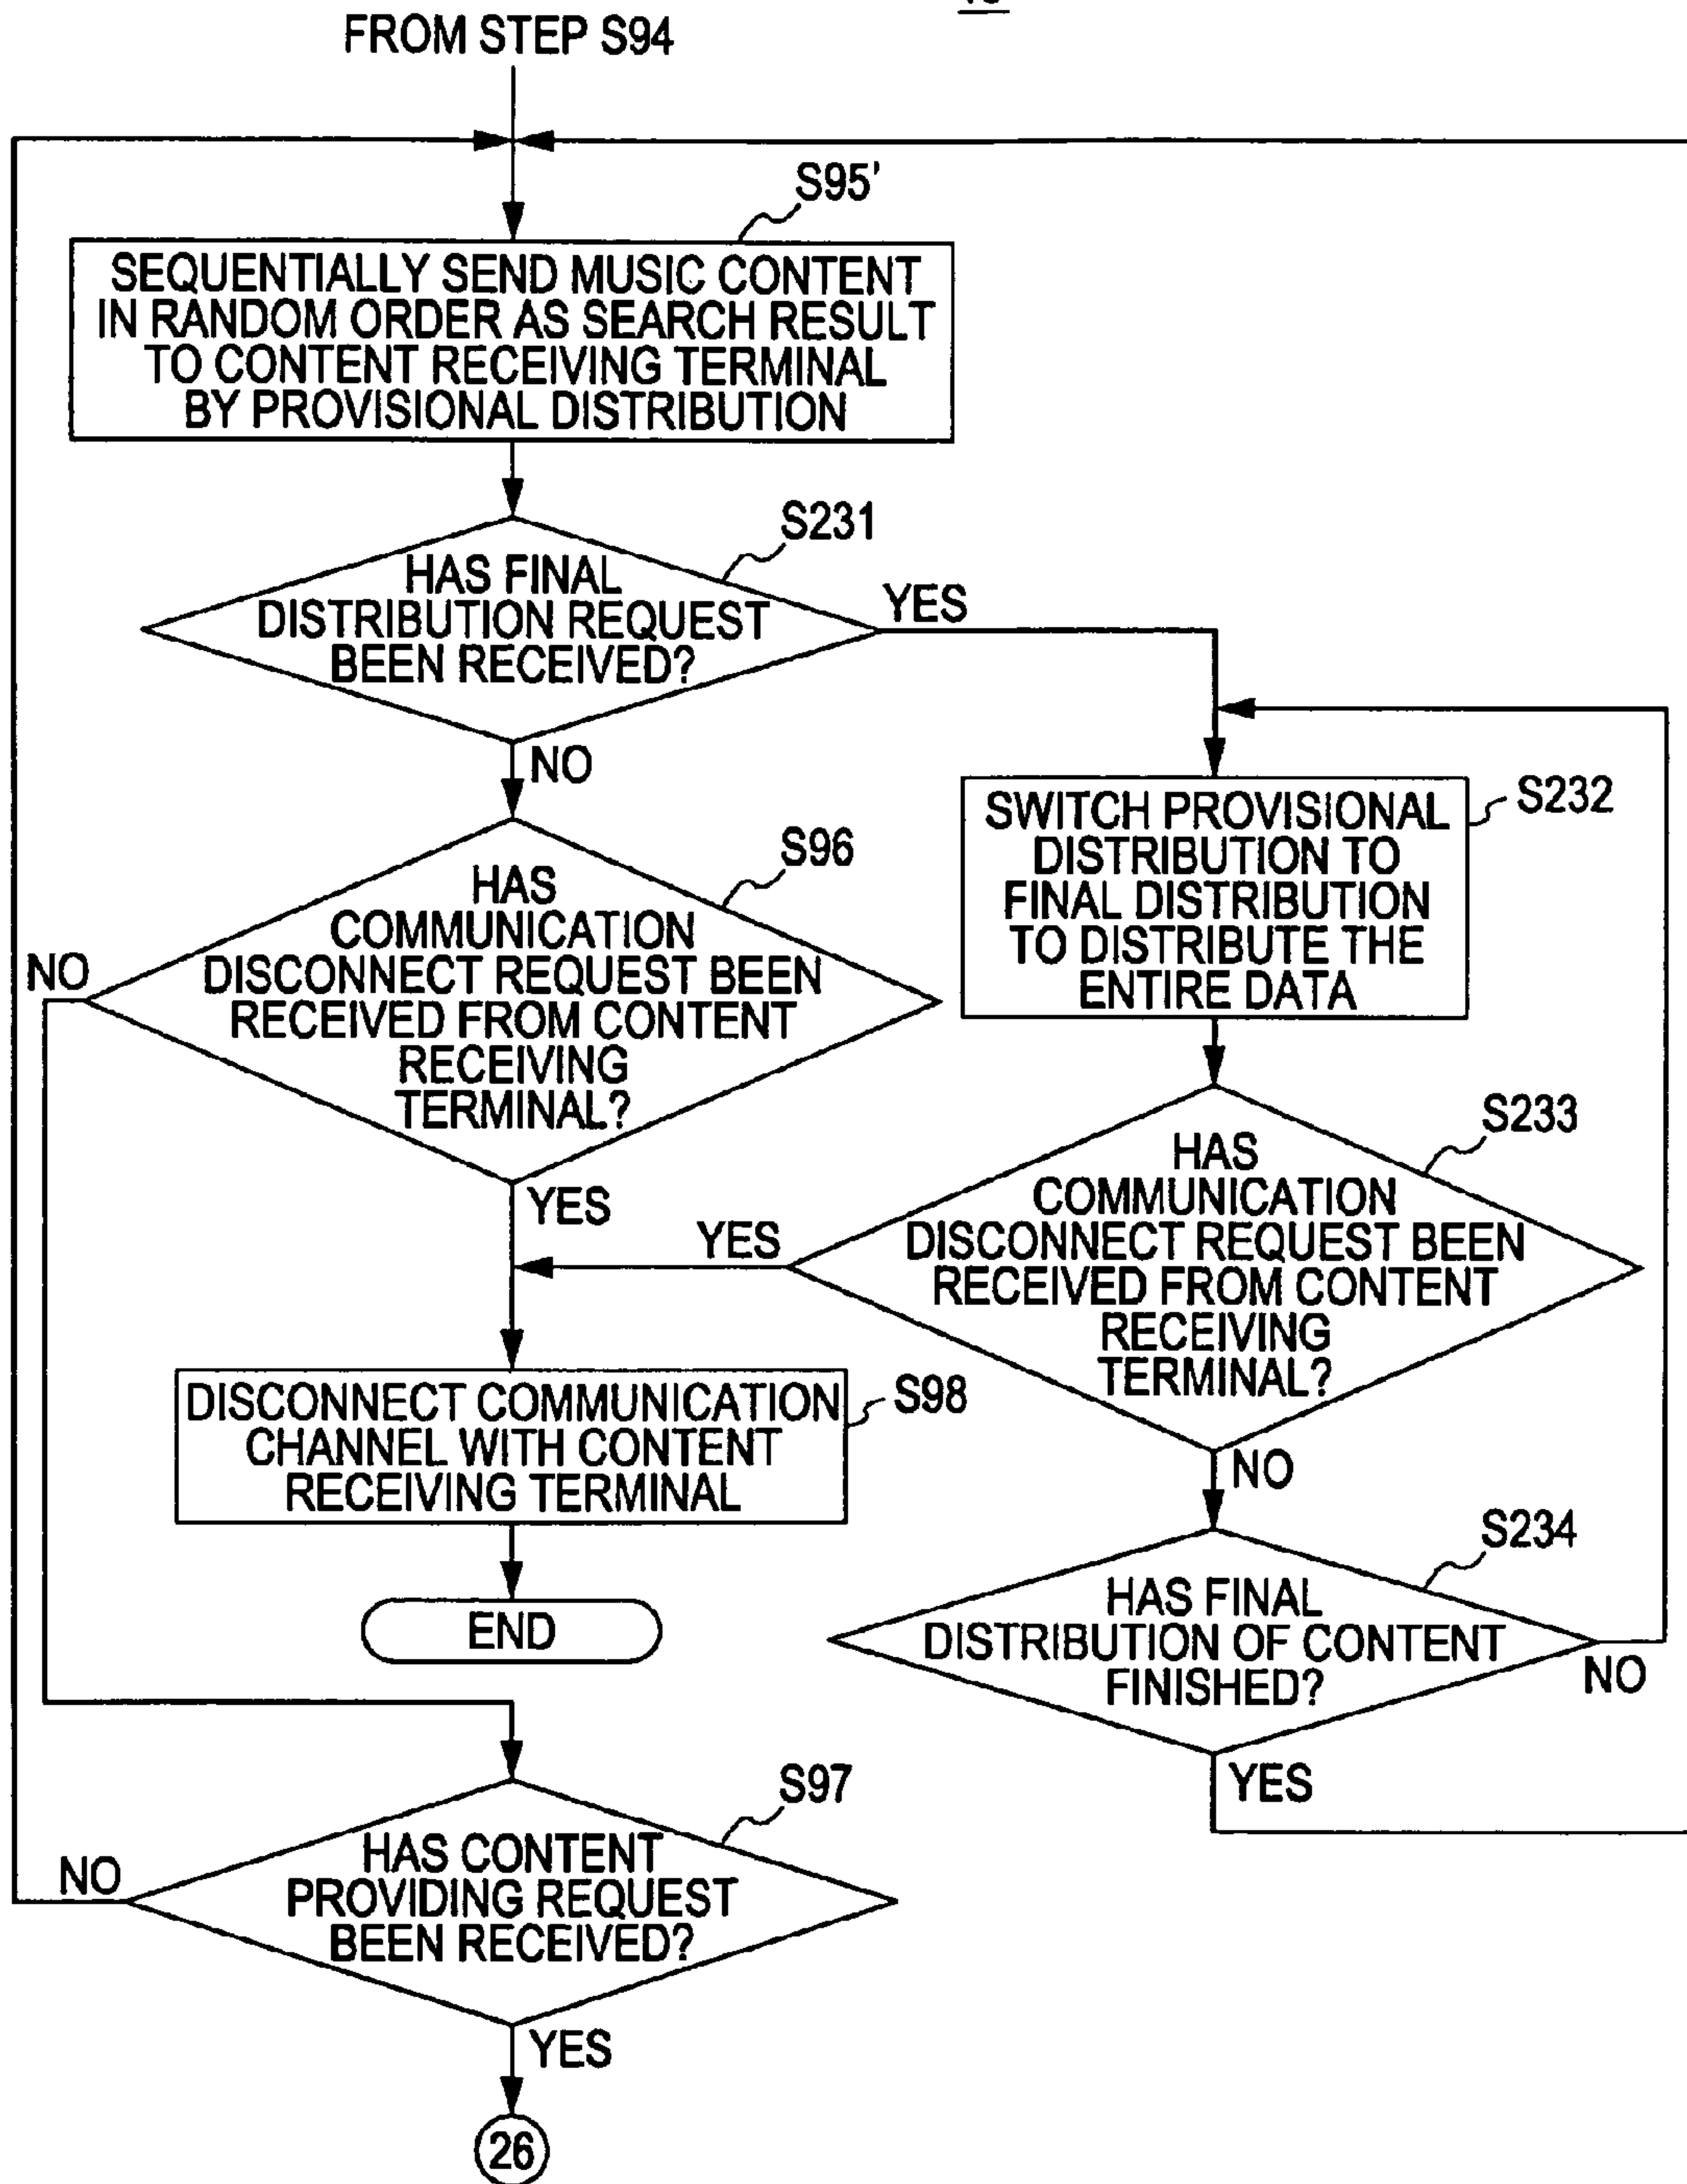 FROM STEP S94
S95'
SEQUENTIALLY SEND MUSIC CONTENT
IN RANDOM ORDER AS SEARCH RESULT
TO CONTENT RECEIVING TERMINAL
BY PROVISIONAL DISTRIBUTION
S231
HAS FINAL
DISTRIBUTION REQUEST
BEEN RECEIVED?
YES
NO
S232
SWITCH PROVISIONAL
DISTRIBUTION TO
FINAL DISTRIBUTION
TO DISTRIBUTE THE
ENTIRE DATA
S96
HAS
COMMUNICATION
DISCONNECT REQUEST BEEN
RECEIVED FROM CONTENT
RECEIVING
TERMINAL?
NO
YES
S233
HAS
COMMUNICATION
DISCONNECT REQUEST BEEN
RECEIVED FROM CONTENT
RECEIVING
TERMINAL?
YES
NO
S98
DISCONNECT COMMUNICATION
CHANNEL WITH CONTENT
RECEIVING TERMINAL
END
S234
HAS FINAL
DISTRIBUTION OF CONTENT
FINISHED?
NO
YES
S97
HAS CONTENT
PROVIDING REQUEST
BEEN RECEIVED?
NO
YES
26